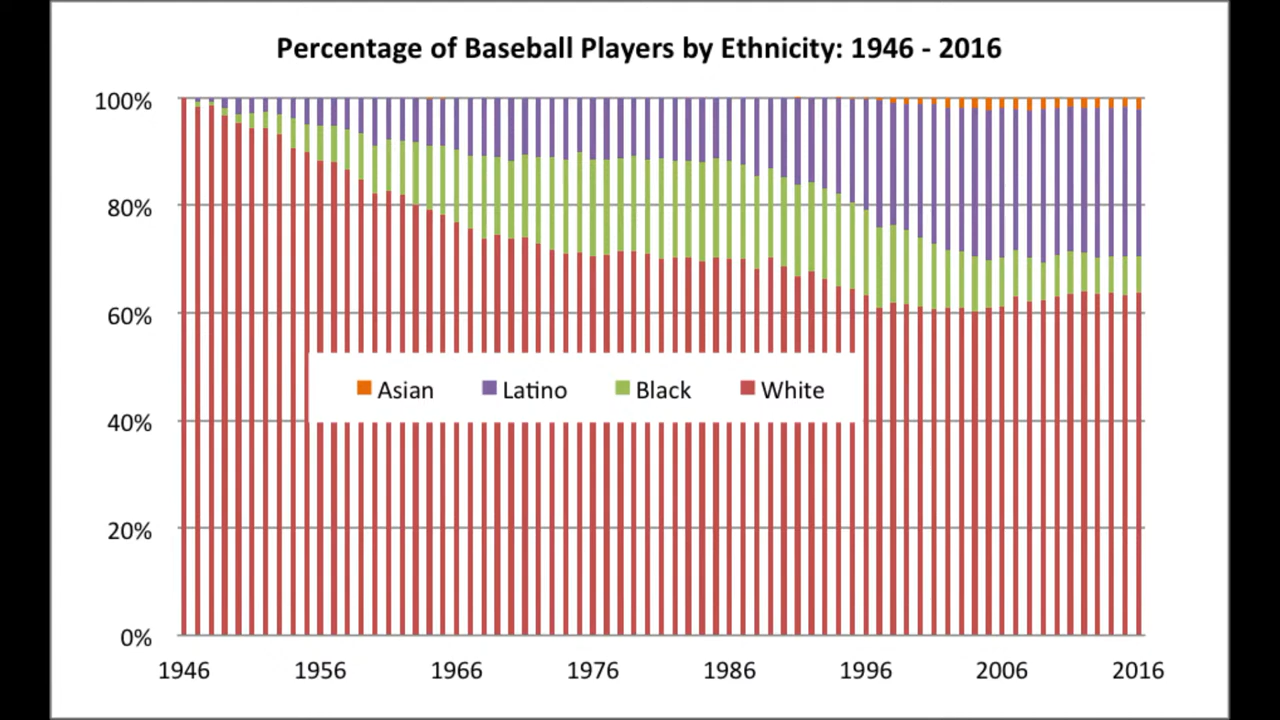 Percentage of Baseball Players by Ethnicity: 1946 - 2016
100%
80%
60%
Asian Latino Black White
40%
20%
0%
1946 1956 1966 1976 1986 1996 2006 2016